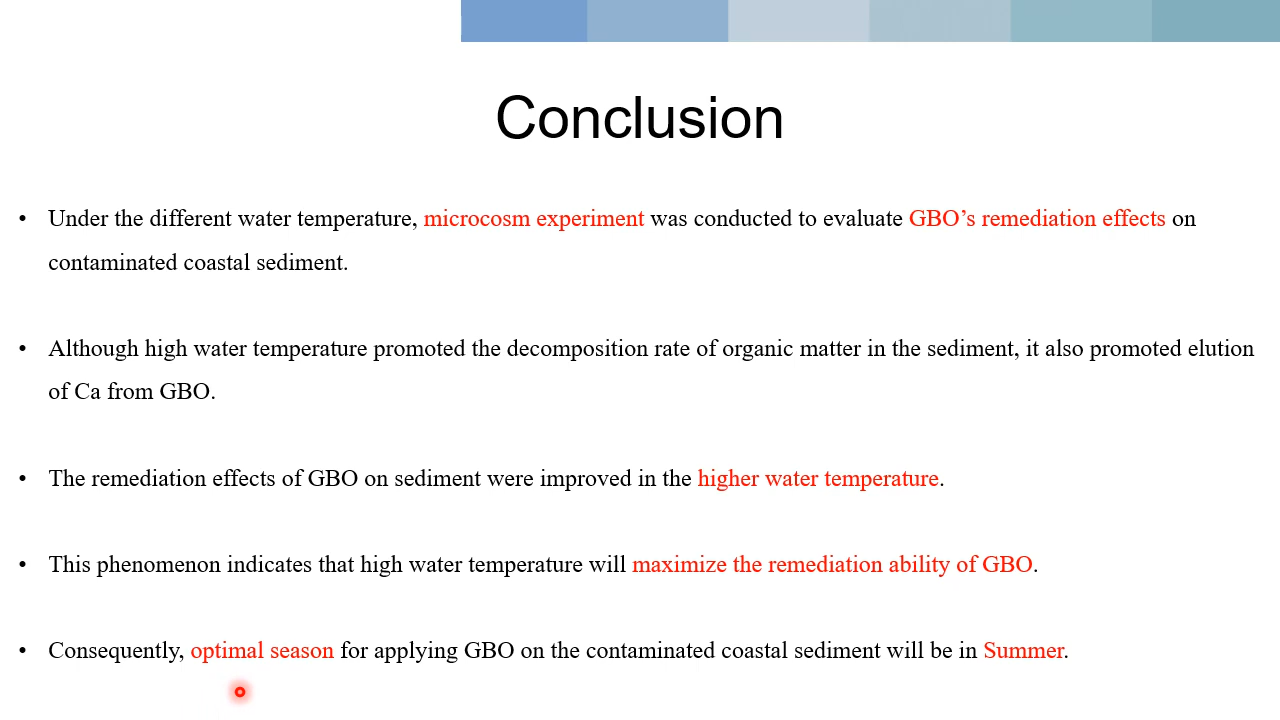 Conclusion
• Under the different water temperature, microcosm experiment was conducted to evaluate GBO’s remediation effects on
contaminated coastal sediment.
• Although high water temperature promoted the decomposition rate of organic matter in the sediment, it also promoted elution
of Ca from GBO.
• The remediation effects of GBO on sediment were improved in the higher water temperature.
• This phenomenon indicates that high water temperature will maximize the remediation ability of GBO.
• Consequently, optimal season for applying GBO on the contaminated coastal sediment will be in Summer.